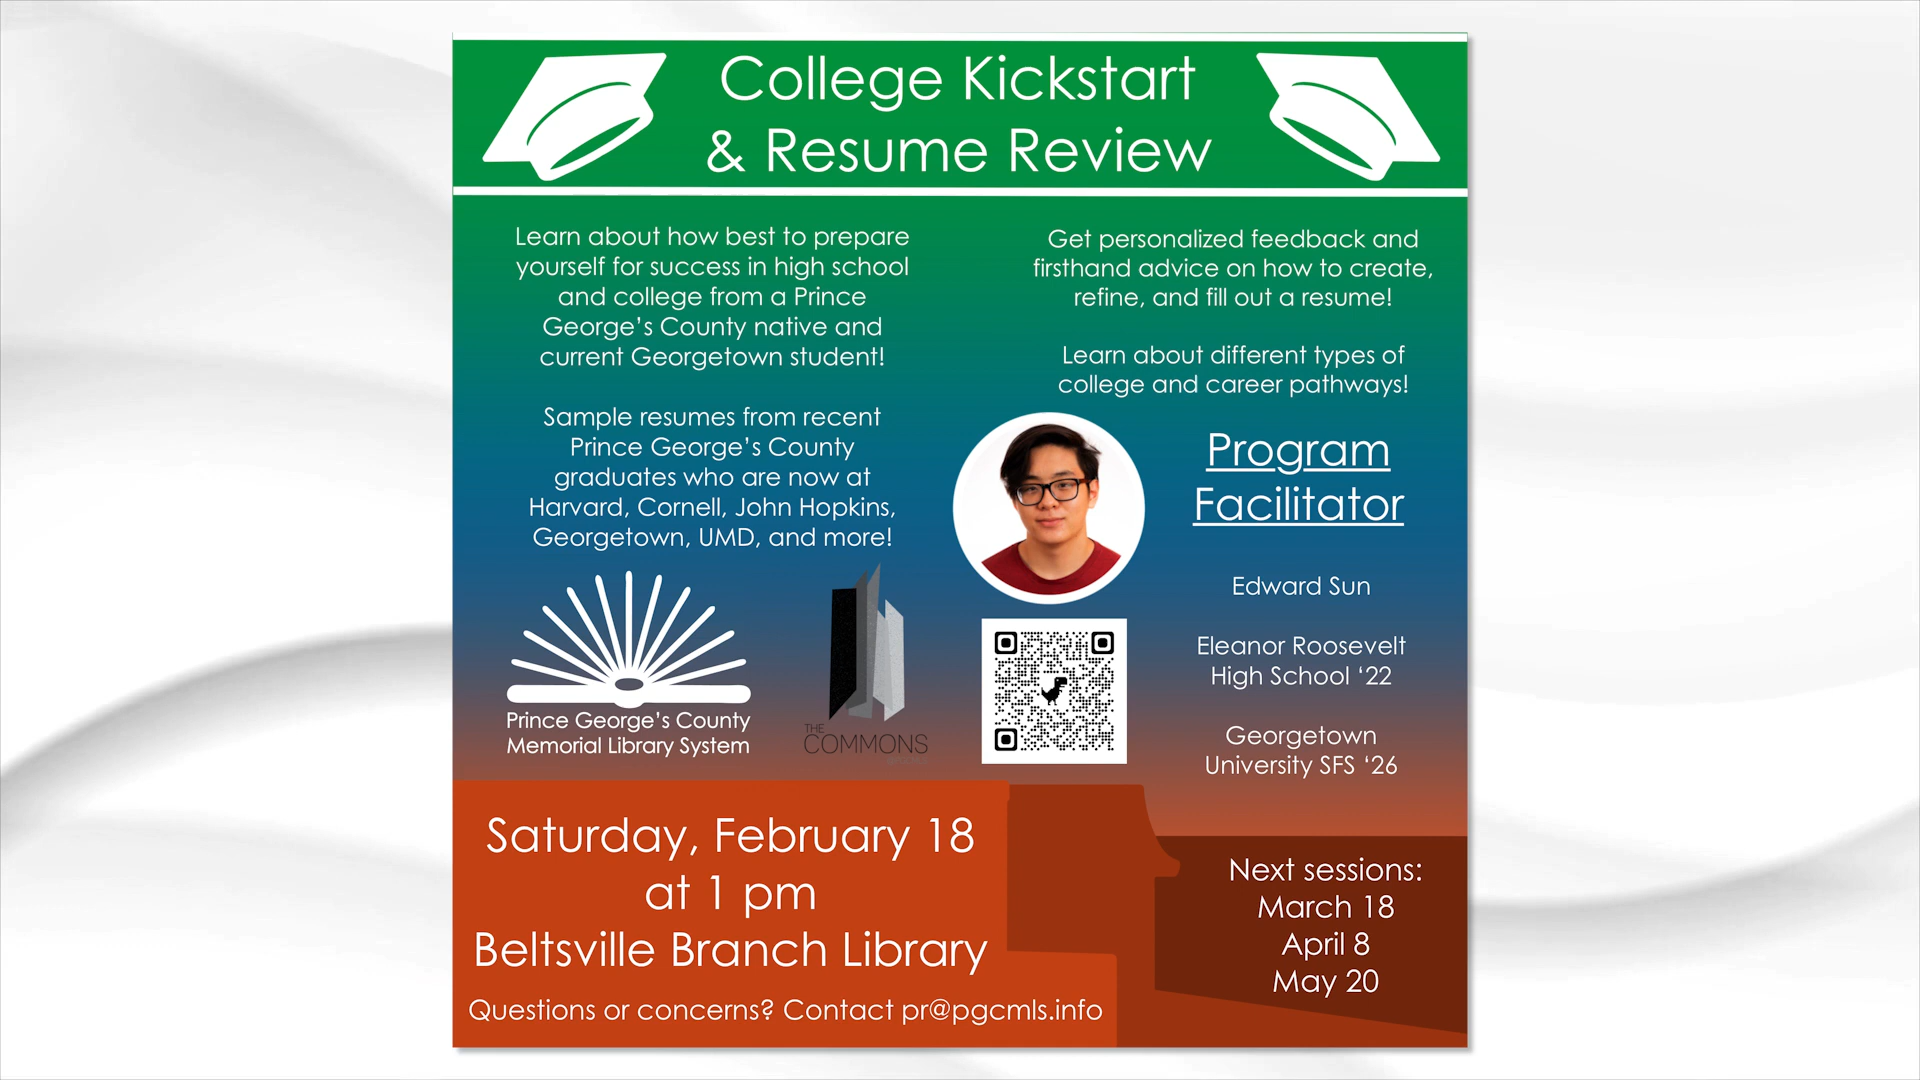 College Kickstart
& Resume Review
Learn about how best to prepare
yourself for success in high school
and college from a Prince
George’s County native and
current Georgetown student!
Sample resumes from recent
Prince George’s County
graduates who are now at
Harvard, Cornell, John Hopkins,
Georgetown, UMD, and more!
Get personalized feedback and
firsthand advice on how to create,
refine, and fill out a resume!
Learn about different types of
college and career pathways!
Program
Facilitator
Edward Sun
Eleanor Roosevelt
High School ‘22
Georgetown
University SFS ‘26
Prince George’s County
Memorial Library System
THE
COMMONS
Saturday, February 18
at 1 pm
Beltsville Branch Library
Questions or concerns? Contact pr@pgcmls.info
Next sessions:
March 18
April 8
May 20